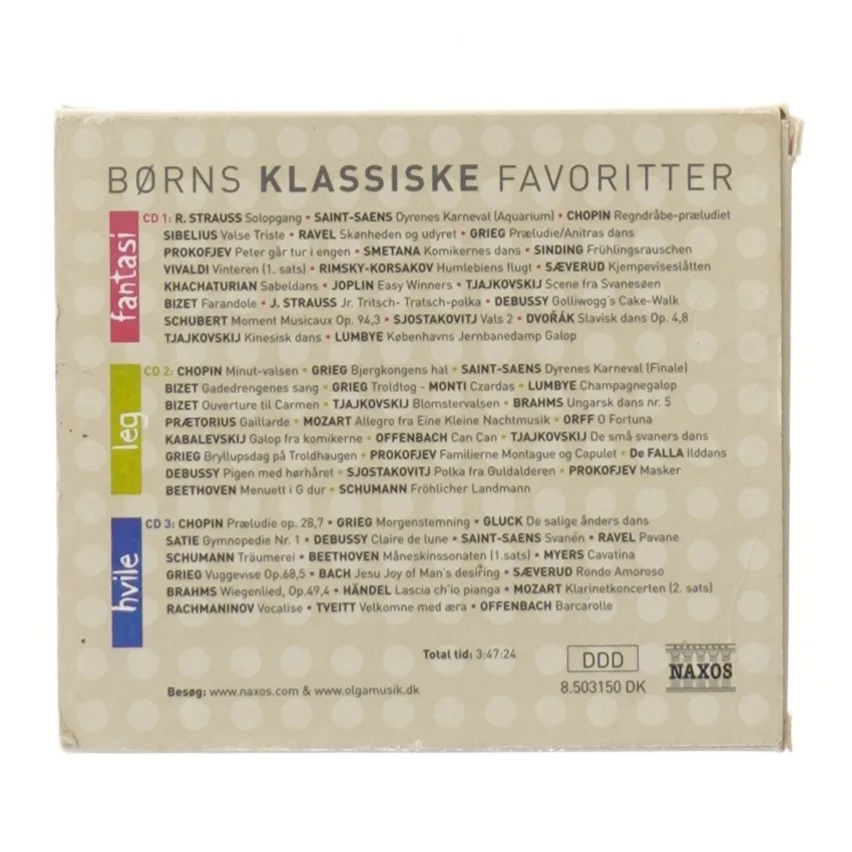 BØRNS KLASSISKE FAVORITTER
fantasi
CD 1: R. STRAUSS Solopgang • SAINT-SAENS Dyrenes Karneval (Aquarium) • CHOPIN Regndråbe-præludiet
SIBELIUS Valse Triste • RAVEL Skønheden og udyret • GRIEG Præludie/Anitras dans
PROKOFJEV Peter går tur i engen • SMETANA Komikernes dans • SINDING Frühlingsrauschen
VIVALDI Vinteren (1. sats) • RIMSKY-KORSAKOV Humlebiens flugt • SÆVERUD Kjempeviseslåtten
KHACHATURIAN Sabeldans • JOPLIN Easy Winners • TJAJKOVSKIJ Scene fra Svanesøen
BIZET Farandole • J. STRAUSS Jr. Tritsch- Tratsch-polka • DEBUSSY Golliwogg's Cake-Walk
SCHUBERT Moment Musicaux Op. 94,3 • SJOSTAKOVITJ Vals 2 • DVOŘÁK Slavisk dans Op. 4,8
TJAJKOVSKIJ Kinesisk dans • LUMBYE Københavns Jernbanedamp Galop
leg
CD 2: CHOPIN Minut-valsen • GRIEG Bjergkongens hal • SAINT-SAENS Dyrenes Karneval (Finale)
BIZET Gadedrengenes sang • GRIEG Troldtog - MONTI Czardas • LUMBYE Champagnegalop
BIZET Ouverture til Carmen • TJAJKOVSKIJ Blomstervalsen • BRAHMS Ungarsk dans nr. 5
PRÆTORIUS Gaillarde • MOZART Allegro fra Eine Kleine Nachtmusik • ORFF O Fortuna
KABALEVSKIJ Galop fra komikerne • OFFENBACH Can Can • TJAJKOVSKIJ De små svaners dans
GRIEG Bryllupsdag på Troldhaugen • PROKOFJEV Familierne Montague og Capulet • De FALLA Ilddans
DEBUSSY Pigen med hørhåret • SJOSTAKOVITJ Polka fra Guldalderen • PROKOFJEV Masker
BEETHOVEN Menuett i G dur • SCHUMANN Fröhlicher Landmann
hvile
CD 3: CHOPIN Præludie op. 28,7 • GRIEG Morgenstemning • GLUCK De salige ånders dans
SATIE Gymnopedie Nr. 1 • DEBUSSY Claire de lune • SAINT-SAENS Svanen • RAVEL Pavane
SCHUMANN Träumerei • BEETHOVEN Måneskinssonaten (1.sats) • MYERS Cavatina
GRIEG Vuggevise Op.68,5 • BACH Jesu Joy of Man's desiring • SÆVERUD Rondo Amoroso
BRAHMS Wiegenlied, Op.49,4 • HÄNDEL Lascia ch'io pianga • MOZART Klarinetkoncerten (2. sats)
RACHMANINOV Vocalise • TVEITT Velkomne med æra • OFFENBACH Barcarolle
Total tid: 3:47:24
DDD
NAXOS
Besøg: www.naxos.com & www.olgamusik.dk
8.503150 DK